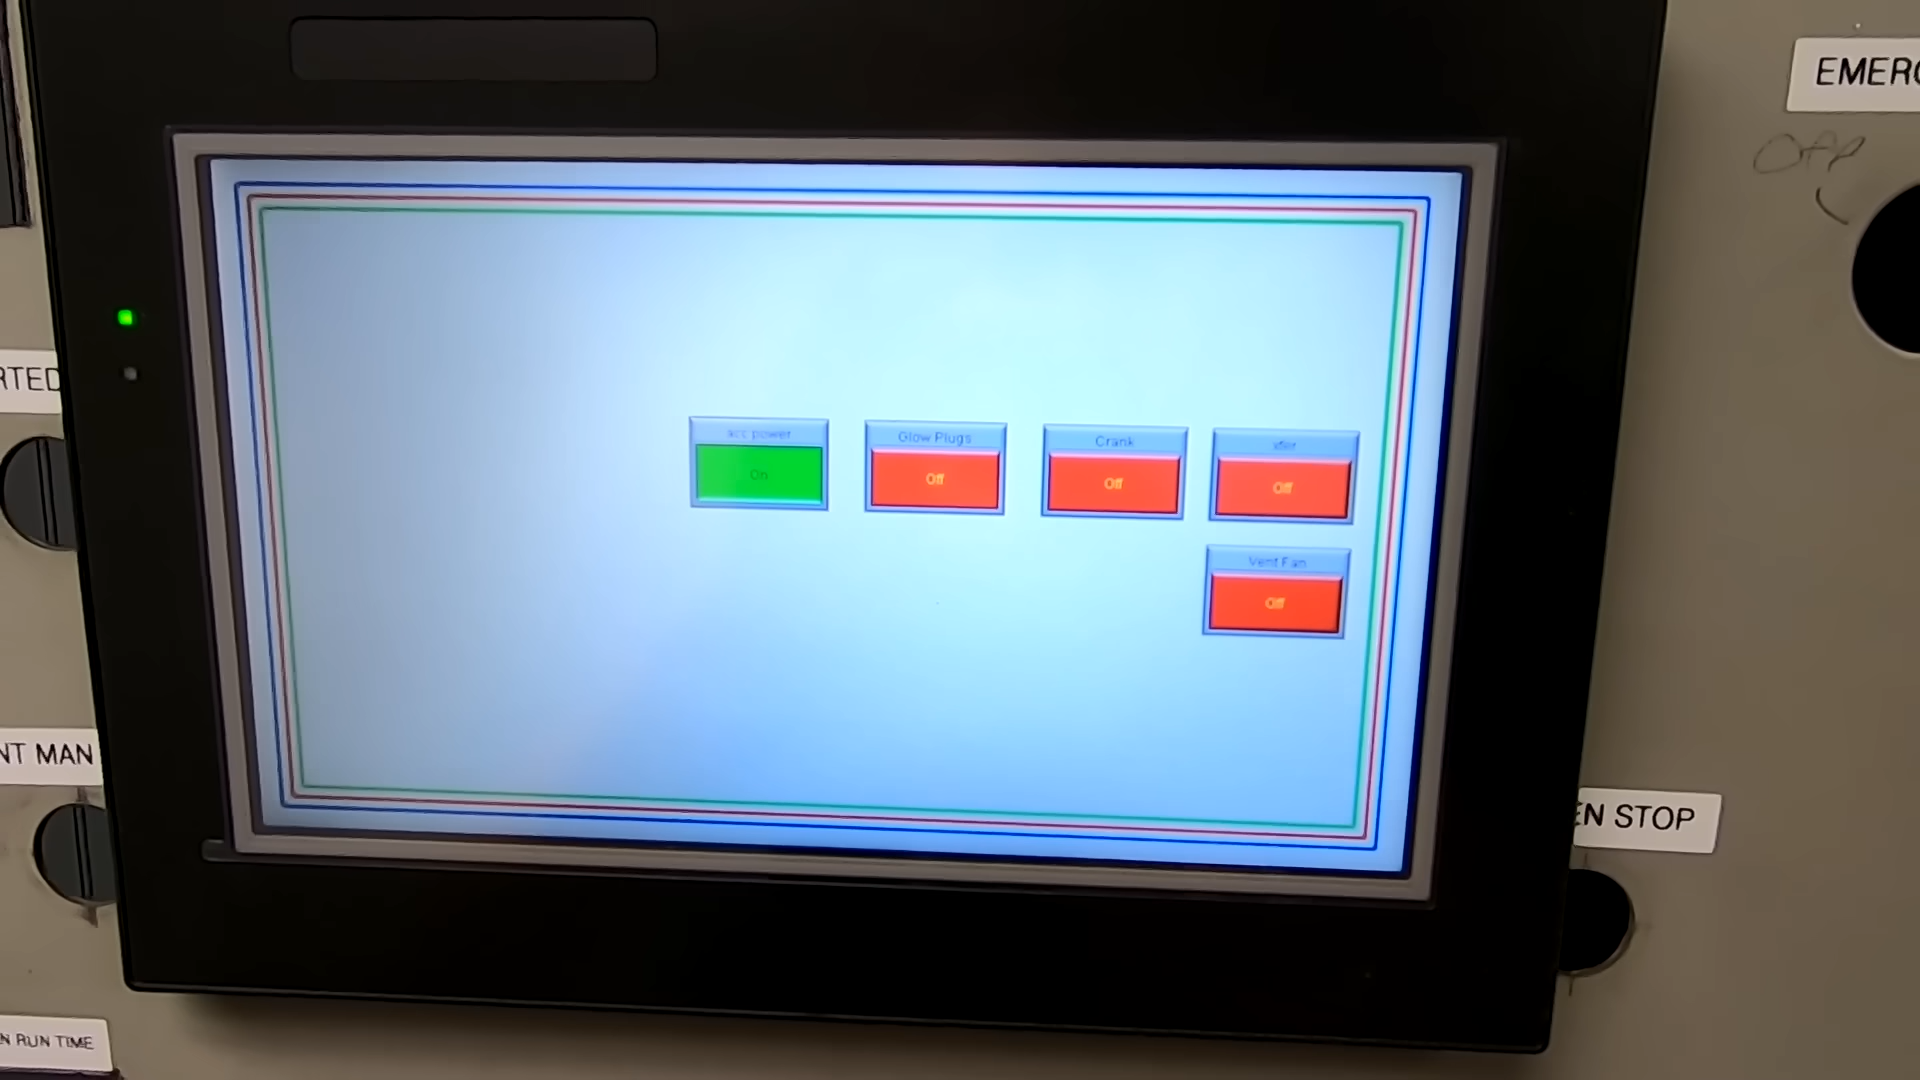 EMERG
OFF
RTED
acc power
On
Glow Plugs
Off
Crank
Off
idler
Off
Vent Fan
Off
NT MAN
EN STOP
N RUN TIME